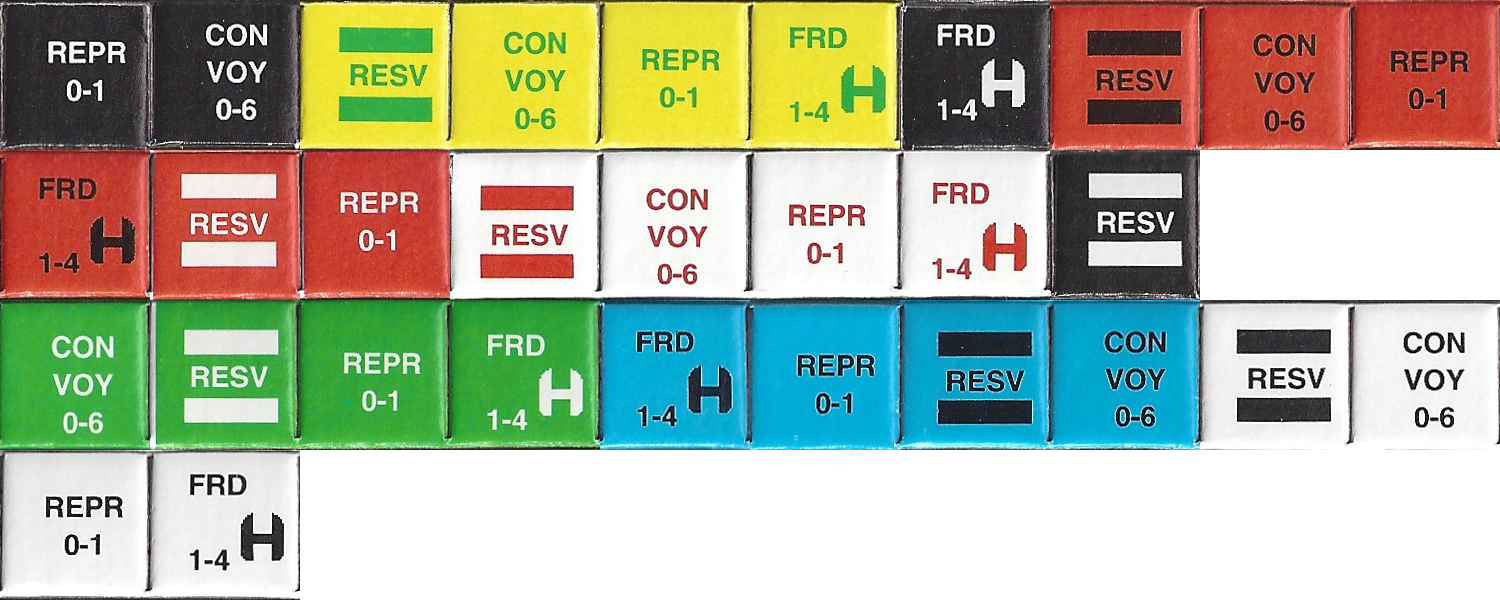 REPR
0-1
CON
VOY
0-6
RESV
CON
VOY
0-6
REPR
0-1
FRD
1-4 H
FRD
1-4 H
RESV
CON
VOY
0-6
REPR
0-1
FRD
1-4 H
RESV
REPR
0-1
RESV
CON
VOY
0-6
REPR
0-1
FRD
1-4 H
RESV
CON
VOY
0-6
RESV
REPR
0-1
FRD
1-4 H
FRD
1-4 H
REPR
0-1
RESV
CON
VOY
0-6
RESV
CON
VOY
0-6
REPR
0-1
FRD
1-4 H